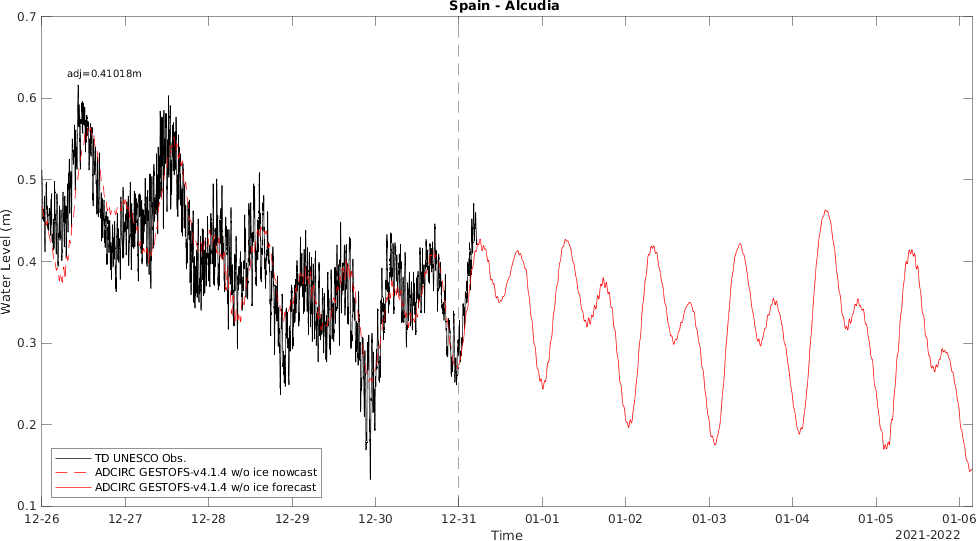 Spain - Alcudia
adj=0.41018m
Water Level (m)
0.7
0.6
0.5
0.4
0.3
0.2
0.1
TD UNESCO Obs.
ADCIRC GESTOFS-v4.1.4 w/o ice nowcast
ADCIRC GESTOFS-v4.1.4 w/o ice forecast
12-26 12-27 12-28 12-29 12-30 12-31 01-01 01-02 01-03 01-04 01-05 01-06
Time
2021-2022